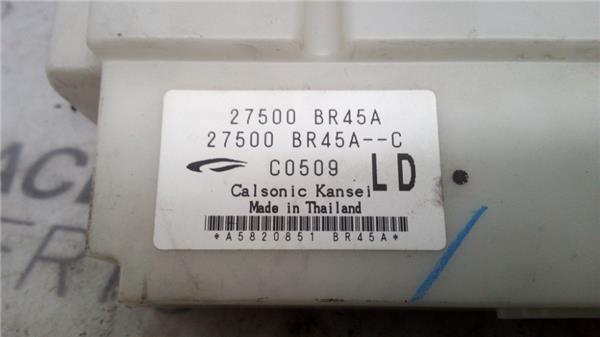 27500 BR45A
27500 BR45A--C
C0509 LD
Calsonic Kansei
Made in Thailand
*A5820851 BR45A*